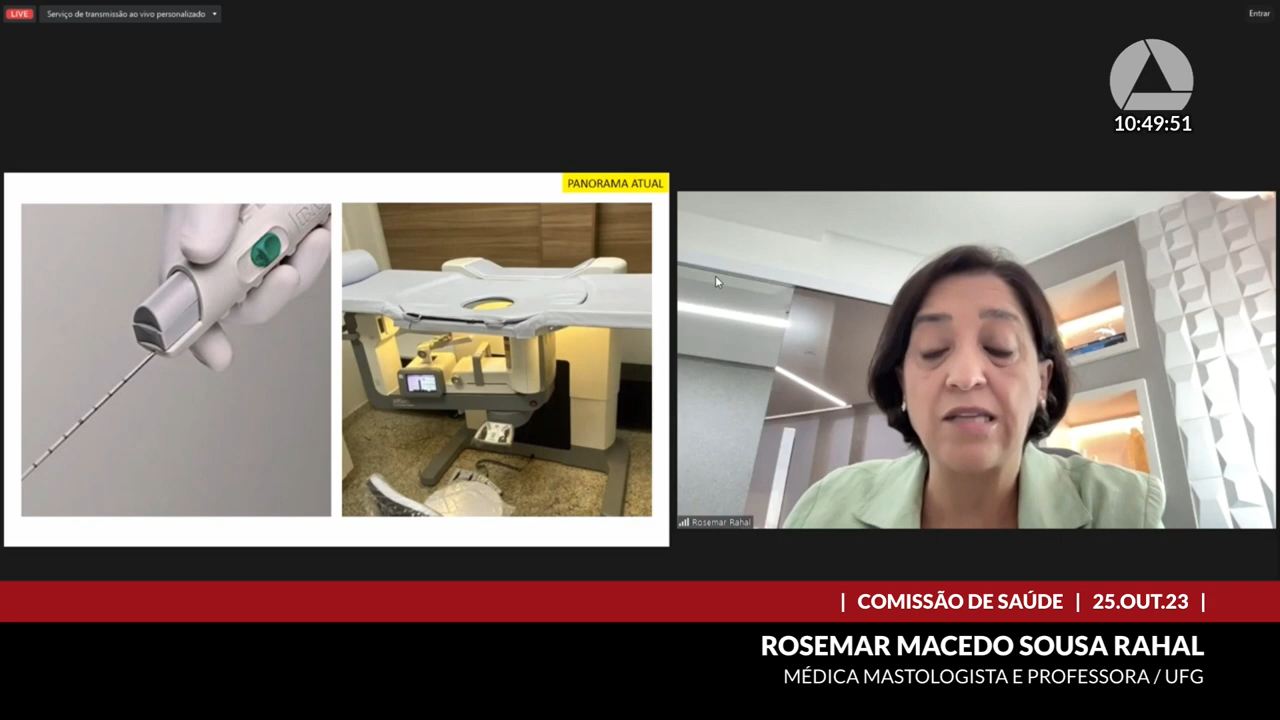 LIVE
Serviço de transmissão ao vivo personalizado
Entrar
10:49:51
PANORAMA ATUAL
Rosemar Rahal
| COMISSÃO DE SAÚDE | 25.OUT.23 |
ROSEMAR MACEDO SOUSA RAHAL
MÉDICA MASTOLOGISTA E PROFESSORA / UFG